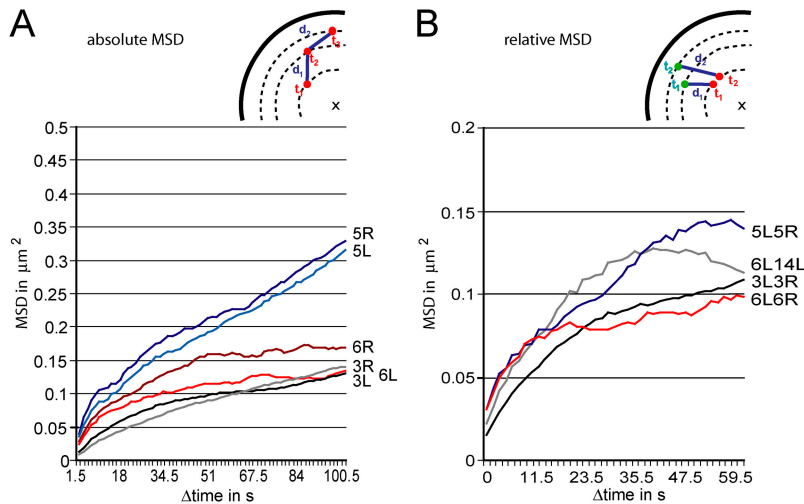 A
absolute MSD
d2
t3
t2
d1
t1
x
0.5
0.45
0.4
0.35
0.3
0.25
0.2
0.15
0.1
0.05
0
MSD in µm 2
5R
5L
6R
3R
3L 6L
1.5 18 34.5 51 67.5 84 100.5
Δtime in s
B
relative MSD
t2
d2
t2
t1
d1
t1
x
0.2
0.15
0.1
0.05
0
MSD in µm 2
5L5R
6L14L
3L3R
6L6R
0 11.5 23.5 35.5 47.5 59.5
Δtime in s